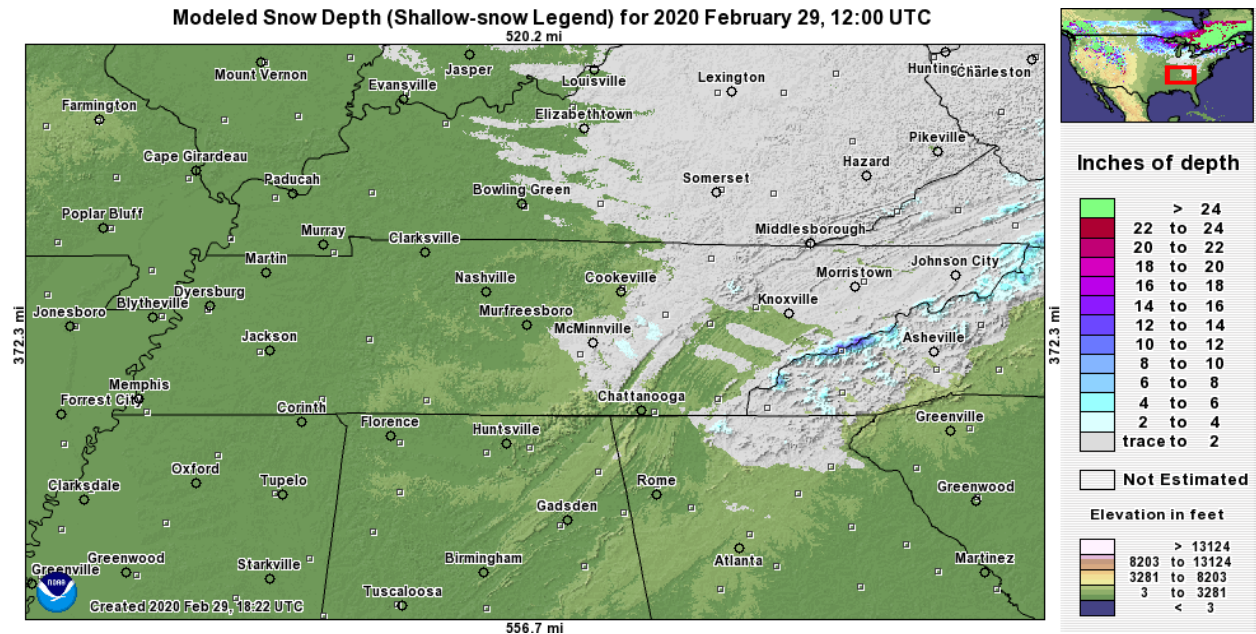 Modeled Snow Depth (Shallow-snow Legend) for 2020 February 29, 12:00 UTC
520.2 mi
Mount Vernon
Jasper
Evansville
Louisville
Lexington
Huntin
Charleston
Farmington
Elizabethtown
Pikeville
Cape Girardeau
Hazard
Paducah
Bowling Green
Somerset
Poplar Bluff
Murray
Clarksville
Middlesborough
Martin
Johnson City
Nashville
Cookeville
Morristown
Dyersburg
Blytheville
Jonesboro
Knoxville
Murfreesboro
McMinnville
Jackson
Asheville
372.3 mi
372.3 mi
Memphis
Forrest City
Chattanooga
Corinth
Florence
Huntsville
Greenville
Oxford
Tupelo
Clarksdale
Rome
Greenwood
Gadsden
Greenwood
Greenville
Starkville
Birmingham
Atlanta
Martinez
Tuscaloosa
NOAA
Created 2020 Feb 29, 18:22 UTC
556.7 mi
Inches of depth
> 24
22 to 24
20 to 22
18 to 20
16 to 18
14 to 16
12 to 14
10 to 12
8 to 10
6 to 8
4 to 6
2 to 4
trace to 2
Not Estimated
Elevation in feet
> 13124
8203 to 13124
3281 to 8203
3 to 3281
< 3